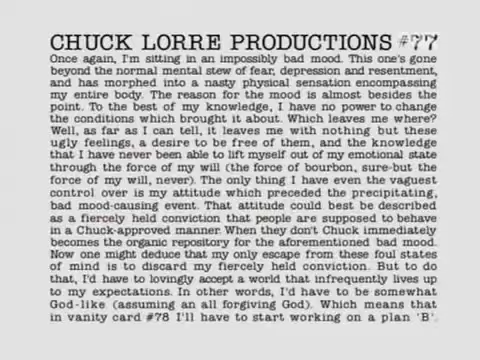 CHUCK LORRE PRODUCTIONS #77
Once again, I'm sitting in an impossibly bad mood. This one's gone
beyond the normal mental stew of fear, depression and resentment,
and has morphed into a nasty physical sensation encompassing
my entire body. The reason for the mood is almost besides the
point. To the best of my knowledge, I have no power to change
the conditions which brought it about. Which leaves me where?
Well, as far as I can tell, it leaves me with nothing but these
ugly feelings, a desire to be free of them, and the knowledge
that I have never been able to lift myself out of my emotional state
through the force of my will (the force of bourbon, sure-but the
force of my will, never). The only thing I have even the vaguest
control over is my attitude which preceded the precipitating,
bad mood-causing event. That attitude could best be described
as a fiercely held conviction that people are supposed to behave
in a Chuck-approved manner. When they don't Chuck immediately
becomes the organic repository for the aforementioned bad mood.
Now one might deduce that my only escape from these foul states
of mind is to discard my fiercely held conviction. But to do
that, I'd have to lovingly accept a world that infrequently lives up
to my expectations. In other words, I'd have to be somewhat
God-like (assuming an all forgiving God). Which means that
in vanity card #78 I'll have to start working on a plan 'B'.